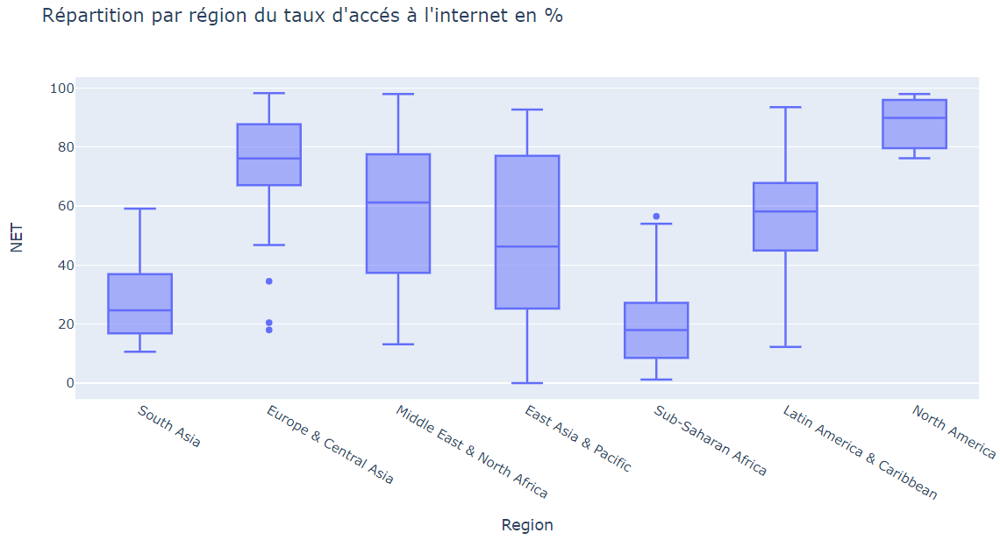 Répartition par région du taux d'accés à l'internet en %
NET
100
80
60
40
20
0
South Asia
Europe & Central Asia
Middle East & North Africa
East Asia & Pacific
Sub-Saharan Africa
Latin America & Caribbean
North America
Region